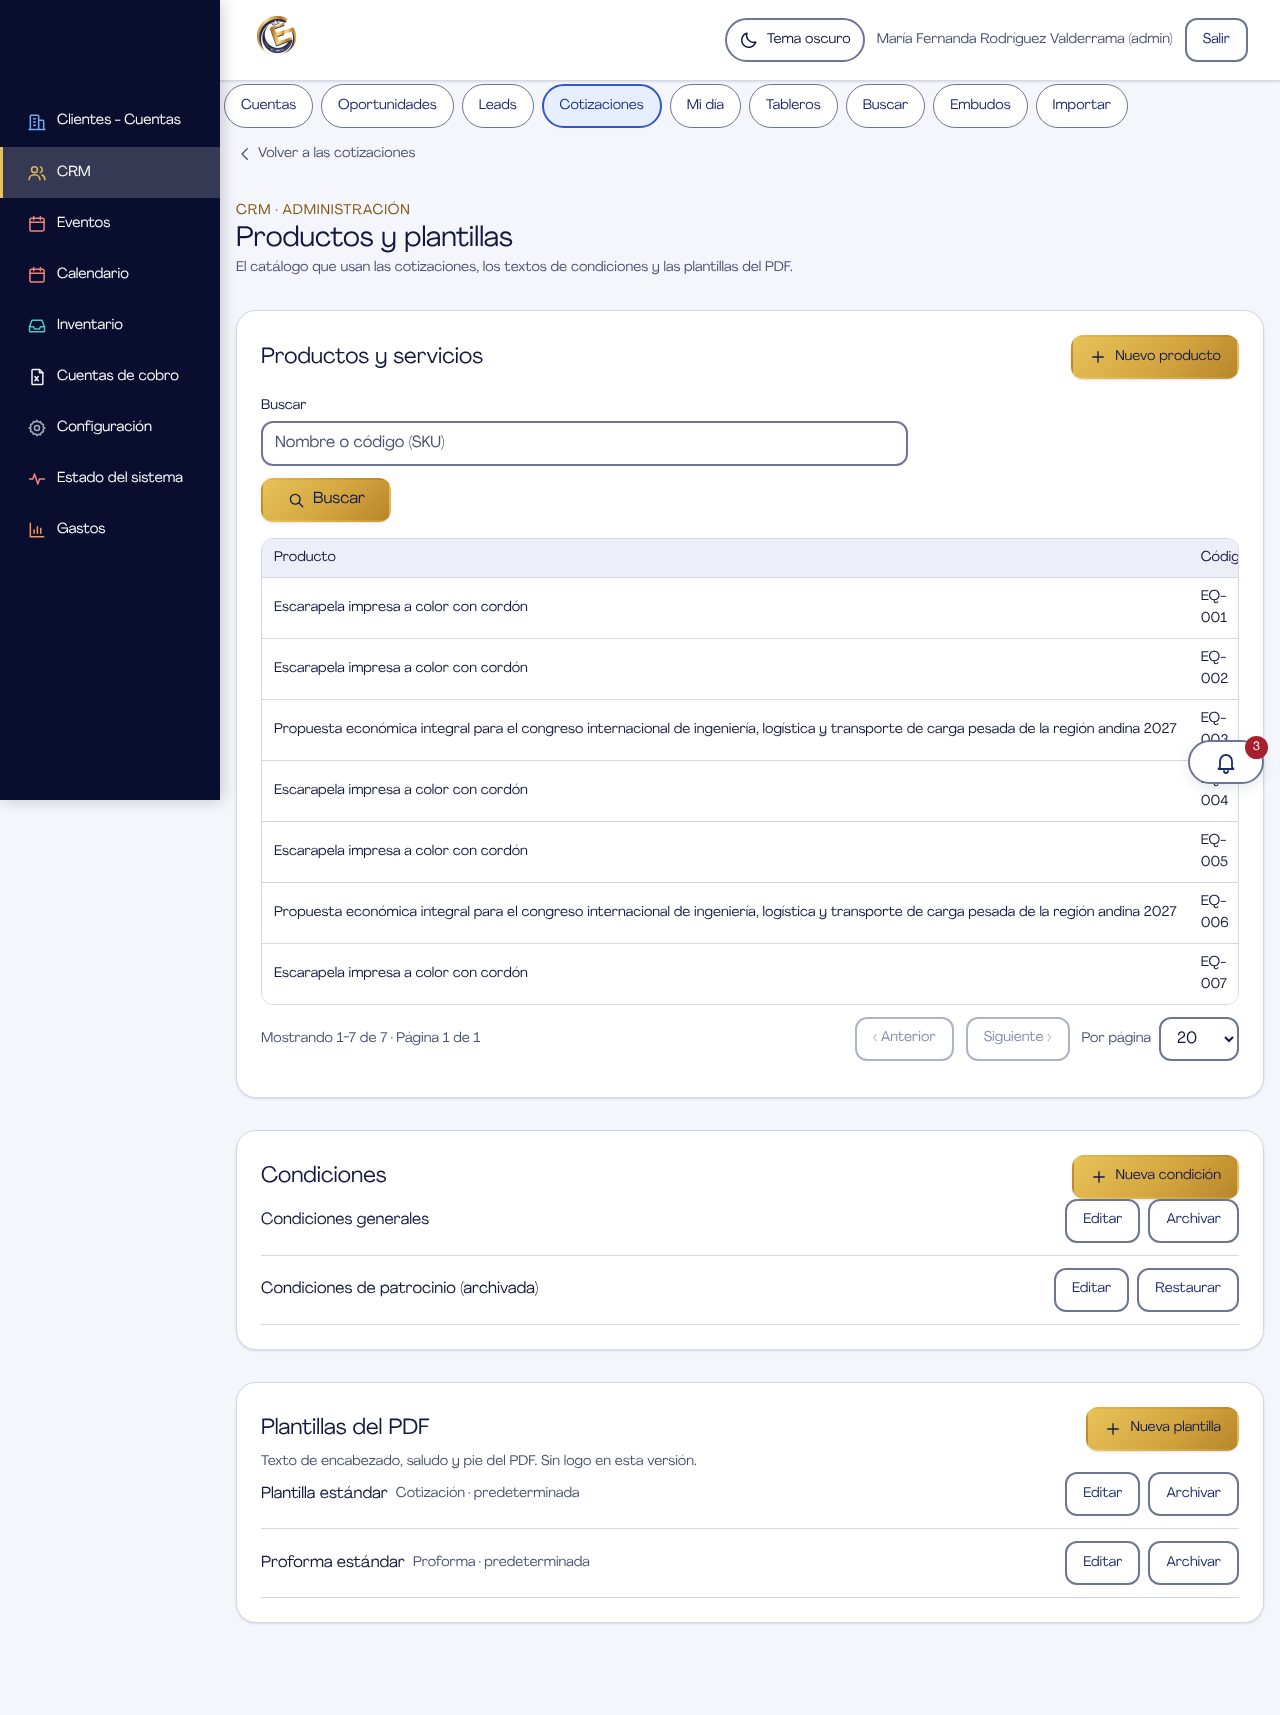 Tema oscuro
María Fernanda Rodríguez Valderrama (admin)
Salir
Clientes - Cuentas
CRM
Eventos
Calendario
Inventario
Cuentas de cobro
Configuración
Estado del sistema
Gastos
Cuentas
Oportunidades
Leads
Cotizaciones
Mi día
Tableros
Buscar
Embudos
Importar
Volver a las cotizaciones
CRM · ADMINISTRACIÓN
Productos y plantillas
El catálogo que usan las cotizaciones, los textos de condiciones y las plantillas del PDF.
Productos y servicios
+ Nuevo producto
Buscar
Nombre o código (SKU)
Buscar
Producto Códig
Escarapela impresa a color con cordón EQ-
001
Escarapela impresa a color con cordón EQ-
002
Propuesta económica integral para el congreso internacional de ingeniería, logística y transporte de carga pesada de la región andina 2027 EQ-
3
Escarapela impresa a color con cordón
004
Escarapela impresa a color con cordón EQ-
005
Propuesta económica integral para el congreso internacional de ingeniería, logística y transporte de carga pesada de la región andina 2027 EQ-
006
Escarapela impresa a color con cordón EQ-
007
Mostrando 1-7 de 7 · Página 1 de 1
‹ Anterior
Siguiente ›
Por página
20
Condiciones
+ Nueva condición
Condiciones generales
Editar
Archivar
Condiciones de patrocinio (archivada)
Editar
Restaurar
Plantillas del PDF
+ Nueva plantilla
Texto de encabezado, saludo y pie del PDF. Sin logo en esta versión.
Plantilla estándar Cotización · predeterminada
Editar
Archivar
Proforma estándar Proforma · predeterminada
Editar
Archivar